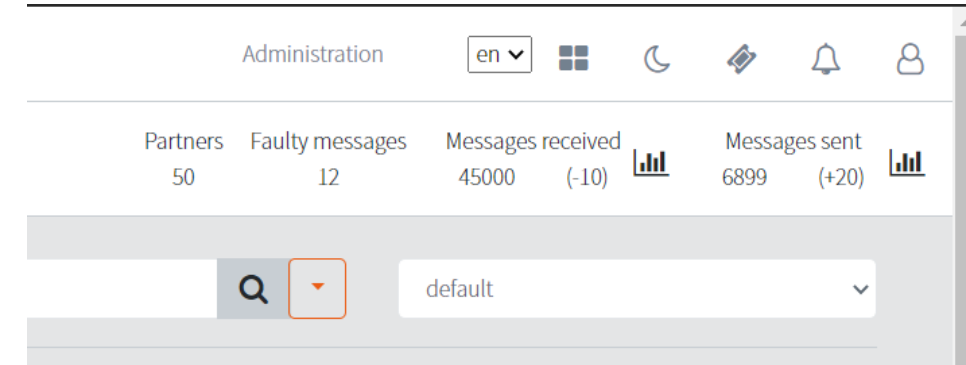 Administration en
Partners Faulty messages Messages received Messages sent
50 12 45000 (-10) 6899 (+20)
default